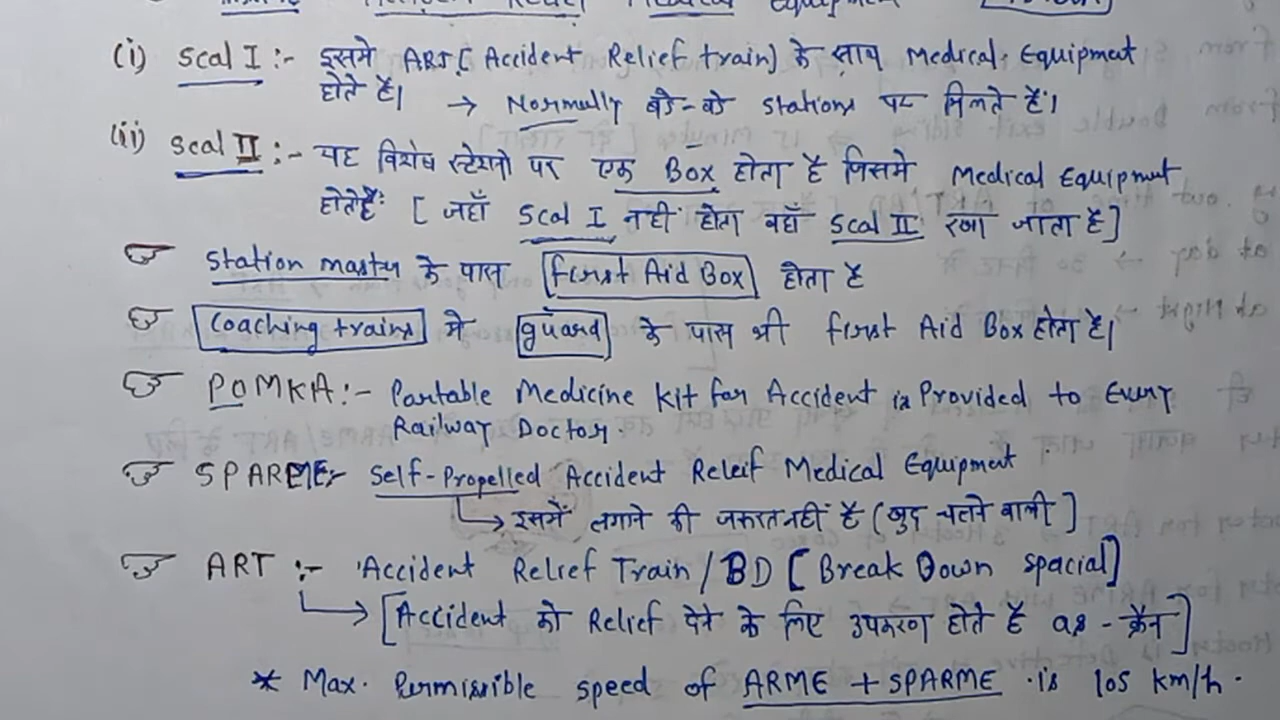 Accident Relief Medical Equipment
(i) Scal I :- इसमे ART [Accident Relief train) के साथ Medical Equipment
होते है। → Normally बडे-बडे Stations पर मिलते है।
(ii) Scal II :- यह विशेष स्टेशनो पर एक Box होता है जिसमे Medical Equipmut
होते है [ जहाँ Scal I नही होता वहाँ Scal II रखा जाता है ]
☞ Station master के पास First Aid Box होता है
☞ Coaching trains मे guard के पास भी first Aid Box होता है।
☞ POMKA :- Portable Medicine Kit for Accident is Provided to Every
Railway Doctor.
☞ SPARME :- Self-Propelled Accident Releif Medical Equipment
→ इसमें लगाने की जरूरत नहीं है (खुद चलने वाली ]
☞ ART :- Accident Relief Train / BD [Break Down spacial]
→ [Accident को Relief देने के लिए उपकरण होते है as - क्रैन ]
* Max. Permissible speed of ARME + SPARME is 105 km/h.